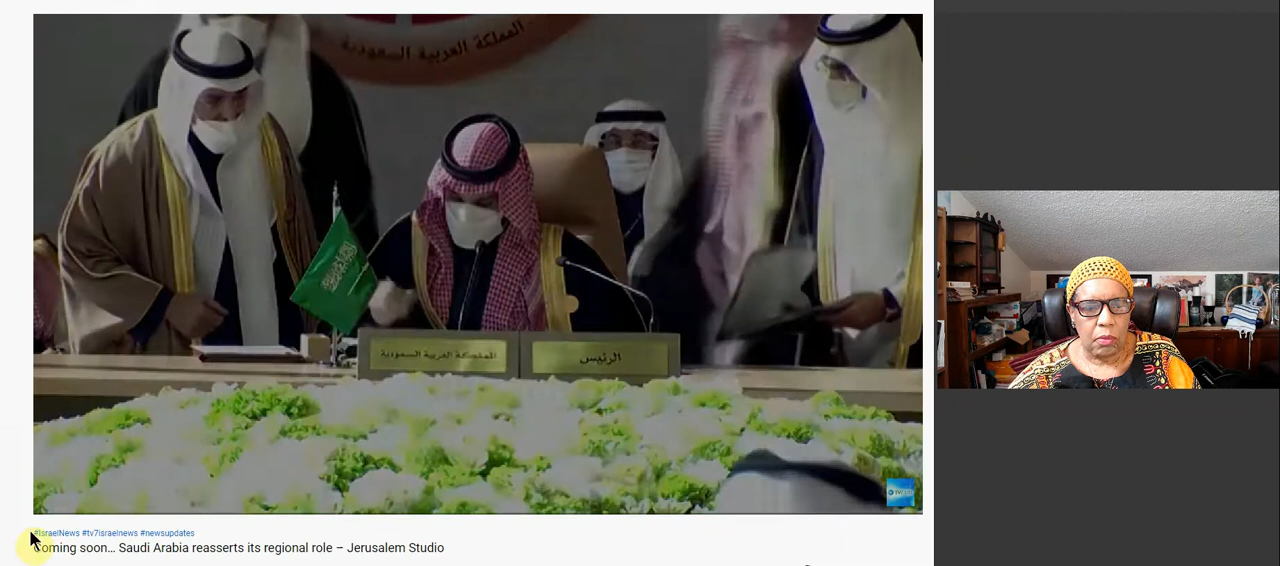 المملكة العربية السعودية
المملكة العربية السعودية
الرئيس
#IsraelNews #tv7israelnews #newsupdates
Coming soon... Saudi Arabia reasserts its regional role – Jerusalem Studio